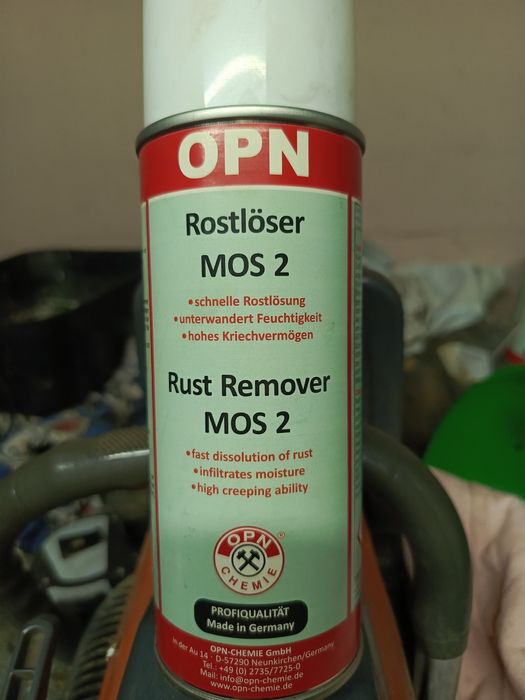 OPN
Rostlöser
MOS 2
•schnelle Rostlösung
•unterwandert Feuchtigkeit
•hohes Kriechvermögen
Rust Remover
MOS 2
•fast dissolution of rust
•infiltrates moisture
•high creeping ability
OPN
CHEMIE
®
PROFIQUALITÄT
Made in Germany
OPN-CHEMIE GmbH
In der Au 14 · D-57290 Neunkirchen/Germany
Tel.: +49 (0) 2735/7725-0
Mail: info@opn-chemie.de
www.opn-chemie.de